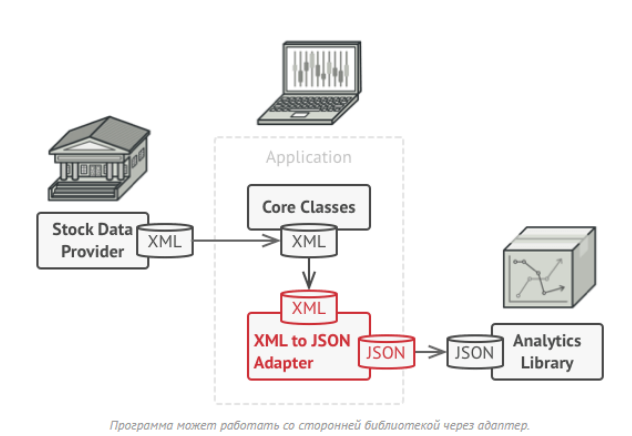 Application
Core Classes
Stock Data
Provider
XML
XML
XML
XML to JSON
Adapter
JSON
JSON
Analytics
Library
Программа может работать со сторонней библиотекой через адаптер.